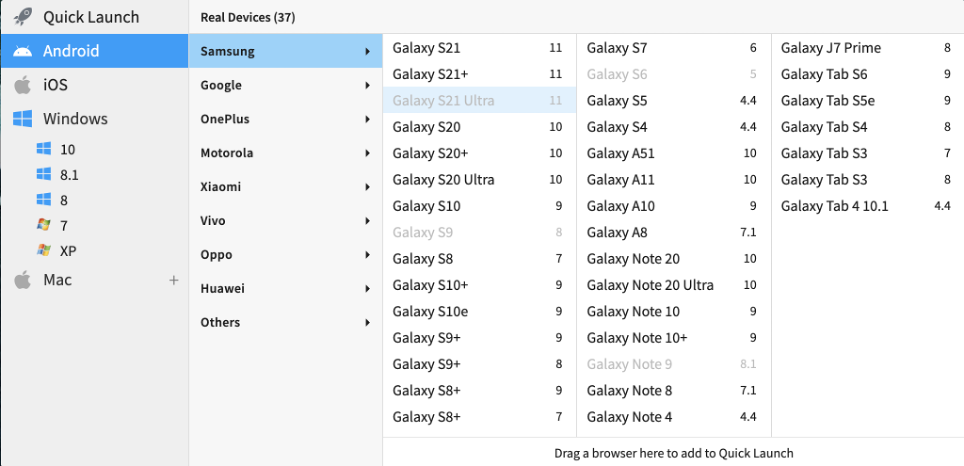 Quick Launch
Android
iOS
Windows
10
8.1
8
7
XP
Mac +
Real Devices (37)
Samsung
Google
OnePlus
Motorola
Xiaomi
Vivo
Oppo
Huawei
Others
Galaxy S21 11
Galaxy S21+ 11
Galaxy S21 Ultra 11
Galaxy S20 10
Galaxy S20+ 10
Galaxy S20 Ultra 10
Galaxy S10 9
Galaxy S9 8
Galaxy S8 7
Galaxy S10+ 9
Galaxy S10e 9
Galaxy S9+ 9
Galaxy S9+ 8
Galaxy S8+ 9
Galaxy S8+ 7
Galaxy S7 6
Galaxy S6 5
Galaxy S5 4.4
Galaxy S4 4.4
Galaxy A51 10
Galaxy A11 10
Galaxy A10 9
Galaxy A8 7.1
Galaxy Note 20 10
Galaxy Note 20 Ultra 10
Galaxy Note 10 9
Galaxy Note 10+ 9
Galaxy Note 9 8.1
Galaxy Note 8 7.1
Galaxy Note 4 4.4
Galaxy J7 Prime 8
Galaxy Tab S6 9
Galaxy Tab S5e 9
Galaxy Tab S4 8
Galaxy Tab S3 7
Galaxy Tab S3 8
Galaxy Tab 4 10.1 4.4
Drag a browser here to add to Quick Launch